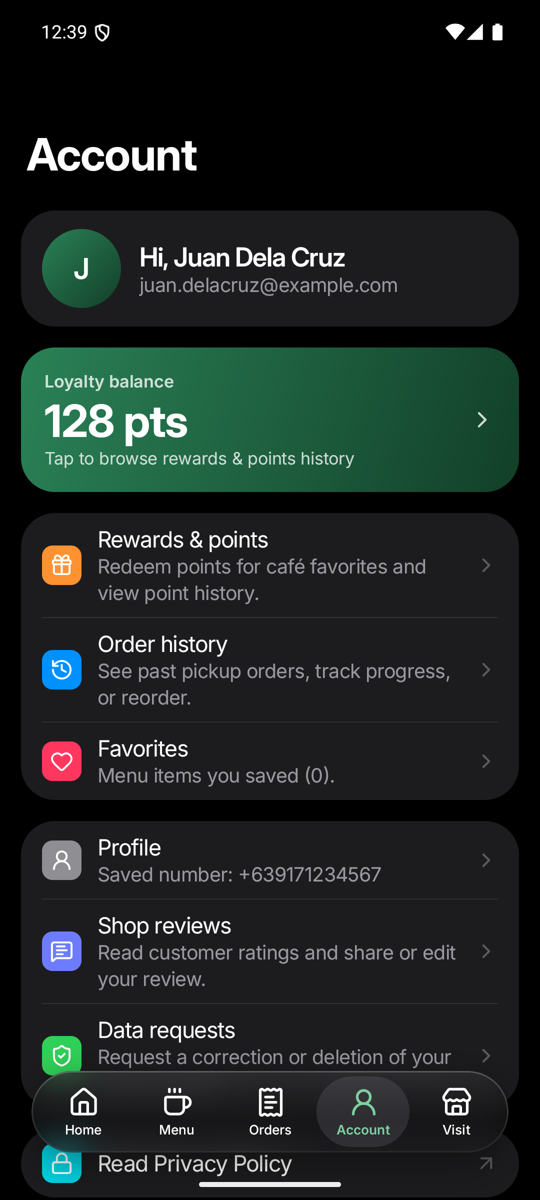 12:39
Account
J
Hi, Juan Dela Cruz
juan.delacruz@example.com
Loyalty balance
128 pts
Tap to browse rewards & points history
Rewards & points
Redeem points for café favorites and
view point history.
Order history
See past pickup orders, track progress,
or reorder.
Favorites
Menu items you saved (0).
Profile
Saved number: +639171234567
Shop reviews
Read customer ratings and share or edit
your review.
Data requests
Request a correction or deletion of your
Home
Menu
Orders
Account
Visit
Read Privacy Policy